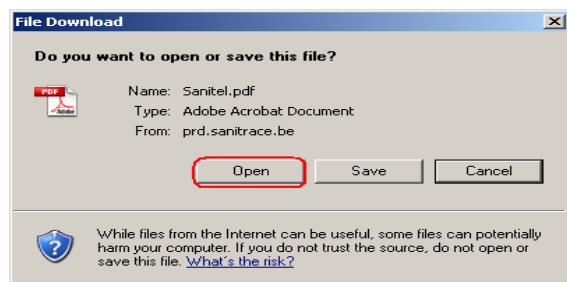 File Download
Do you want to open or save this file?
PDF
Adobe
Name: Sanitel.pdf
Type: Adobe Acrobat Document
From: prd.sanitrace.be
Open Save Cancel
While files from the Internet can be useful, some files can potentially
harm your computer. If you do not trust the source, do not open or
save this file. What's the risk?